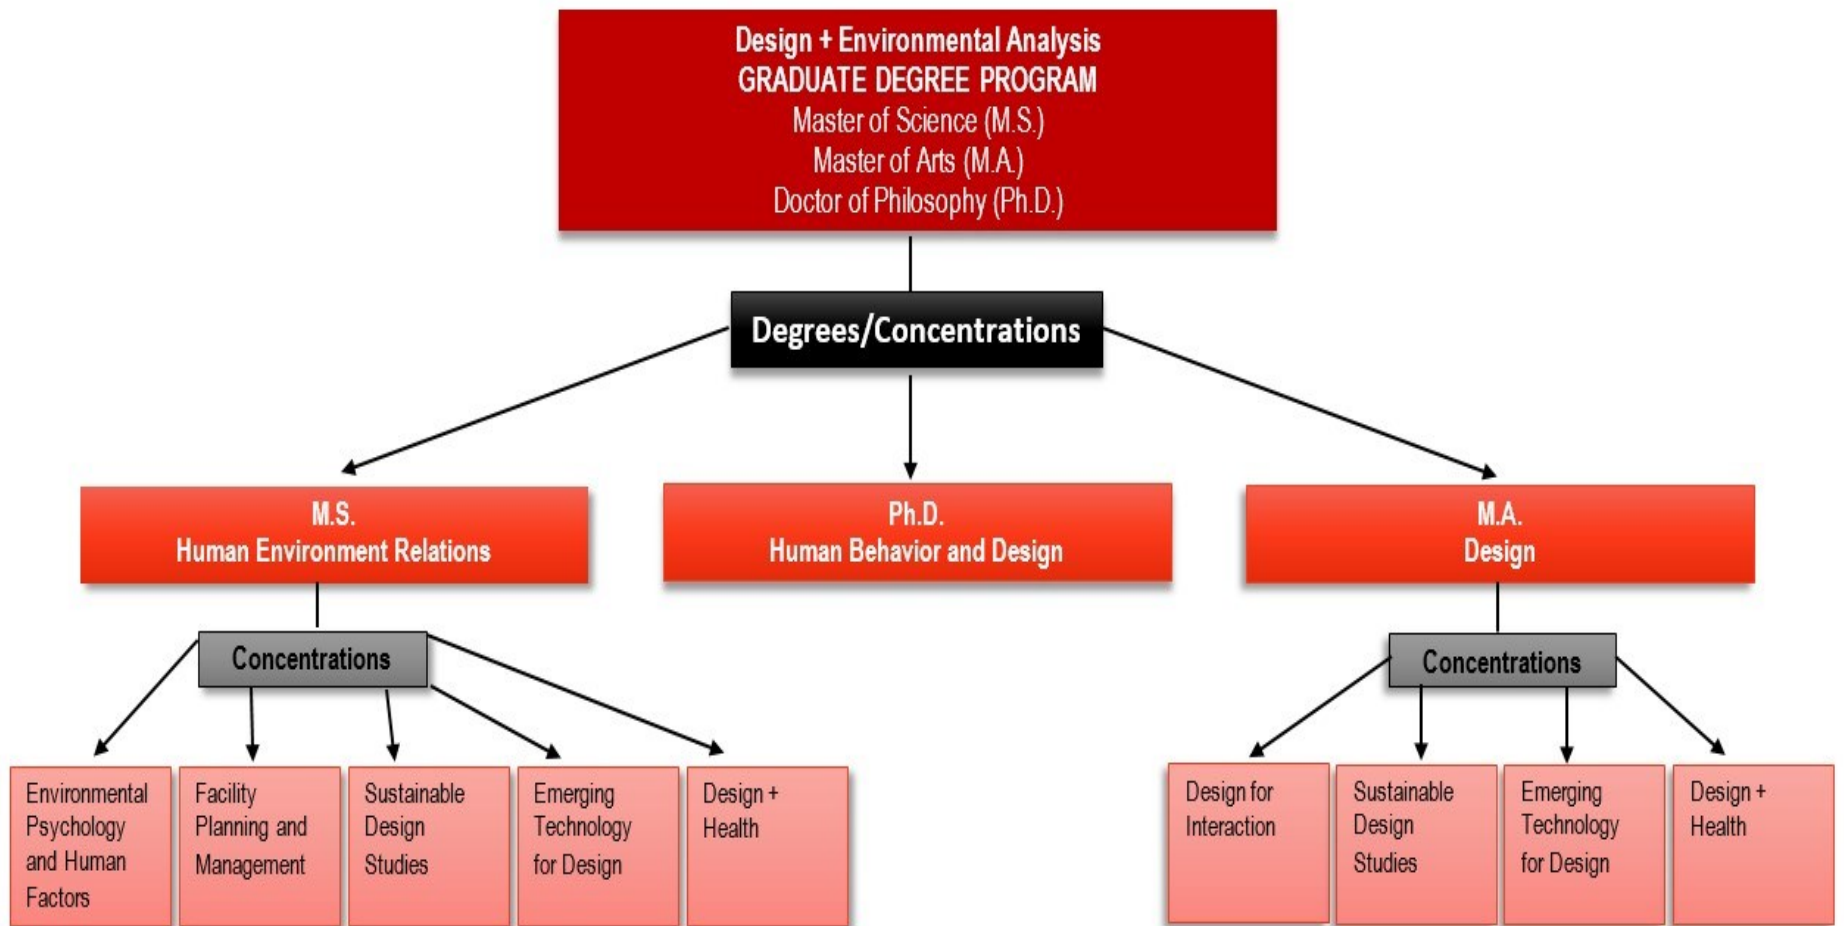 Design + Environmental Analysis
GRADUATE DEGREE PROGRAM
Master of Science (M.S.)
Master of Arts (M.A.)
Doctor of Philosophy (Ph.D.)
Degrees/Concentrations
M.S.
Human Environment Relations
Ph.D.
Human Behavior and Design
M.A.
Design
Concentrations
Environmental
Psychology
and Human
Factors
Facility
Planning and
Management
Sustainable
Design
Studies
Emerging
Technology
for Design
Design +
Health
Concentrations
Design for
Interaction
Sustainable
Design
Studies
Emerging
Technology
for Design
Design +
Health